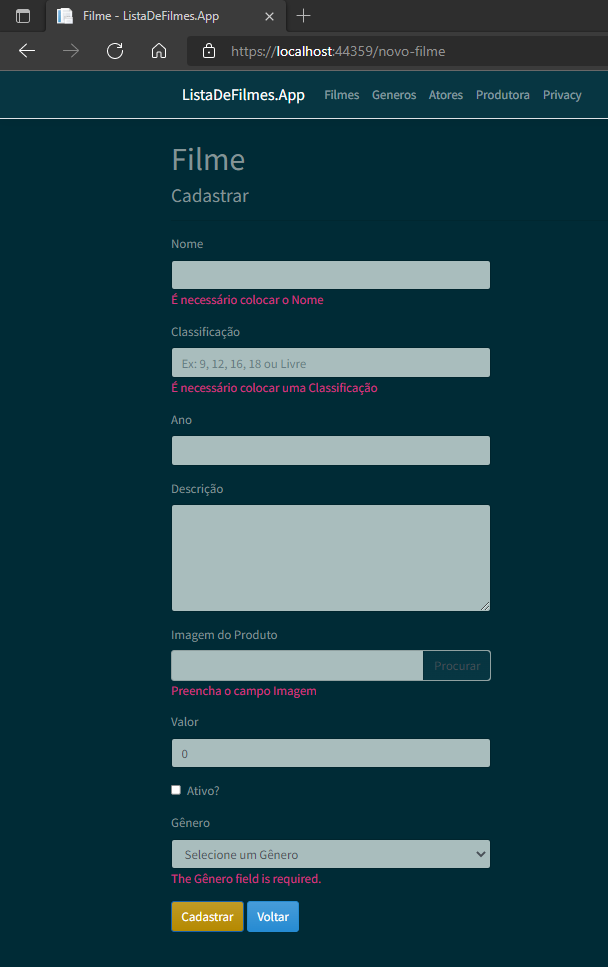 Filme - ListaDeFilmes.App
https://localhost:44359/novo-filme
ListaDeFilmes.App Filmes Generos Atores Produtora Privacy
Filme
Cadastrar
Nome
É necessário colocar o Nome
Classificação
Ex: 9, 12, 16, 18 ou Livre
É necessário colocar uma Classificação
Ano
Descrição
Imagem do Produto
Procurar
Preencha o campo Imagem
Valor
0
Ativo?
Gênero
Selecione um Gênero
The Gênero field is required.
Cadastrar Voltar